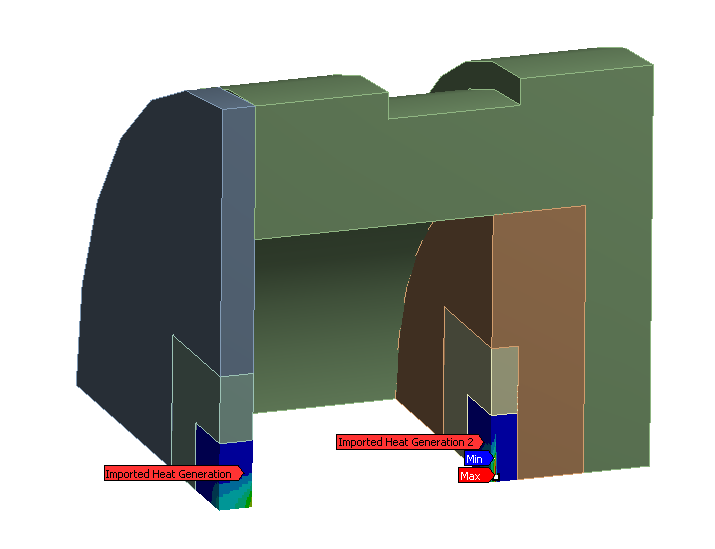 Imported Heat Generation 2
Min
Imported Heat Generation
Max